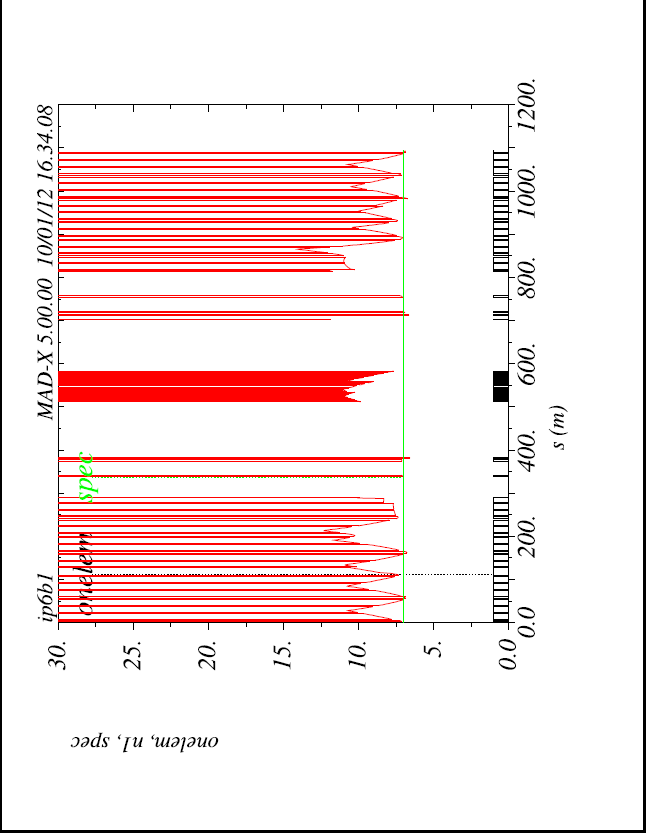 ip6b1 MAD-X 5.00.00 10/01/12 16.34.08
onelem spec
30.
25.
20.
15.
10.
5.
0.0
0.0 200. 400. 600. 800. 1000. 1200.
s (m)
onelem, n1, spec